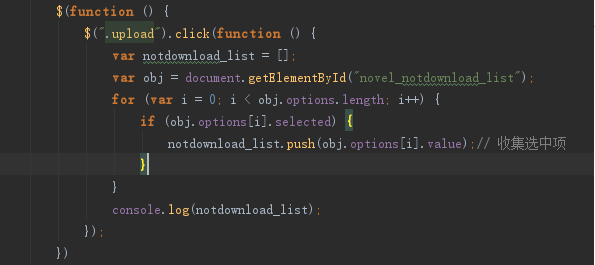 $(function () {
$(".upload").click(function () {
var notdownload_list = [];
var obj = document.getElementById("novel_notdownload_list");
for (var i = 0; i < obj.options.length; i++) {
if (obj.options[i].selected) {
notdownload_list.push(obj.options[i].value);// 收集选中项
}
}
console.log(notdownload_list);
});
})